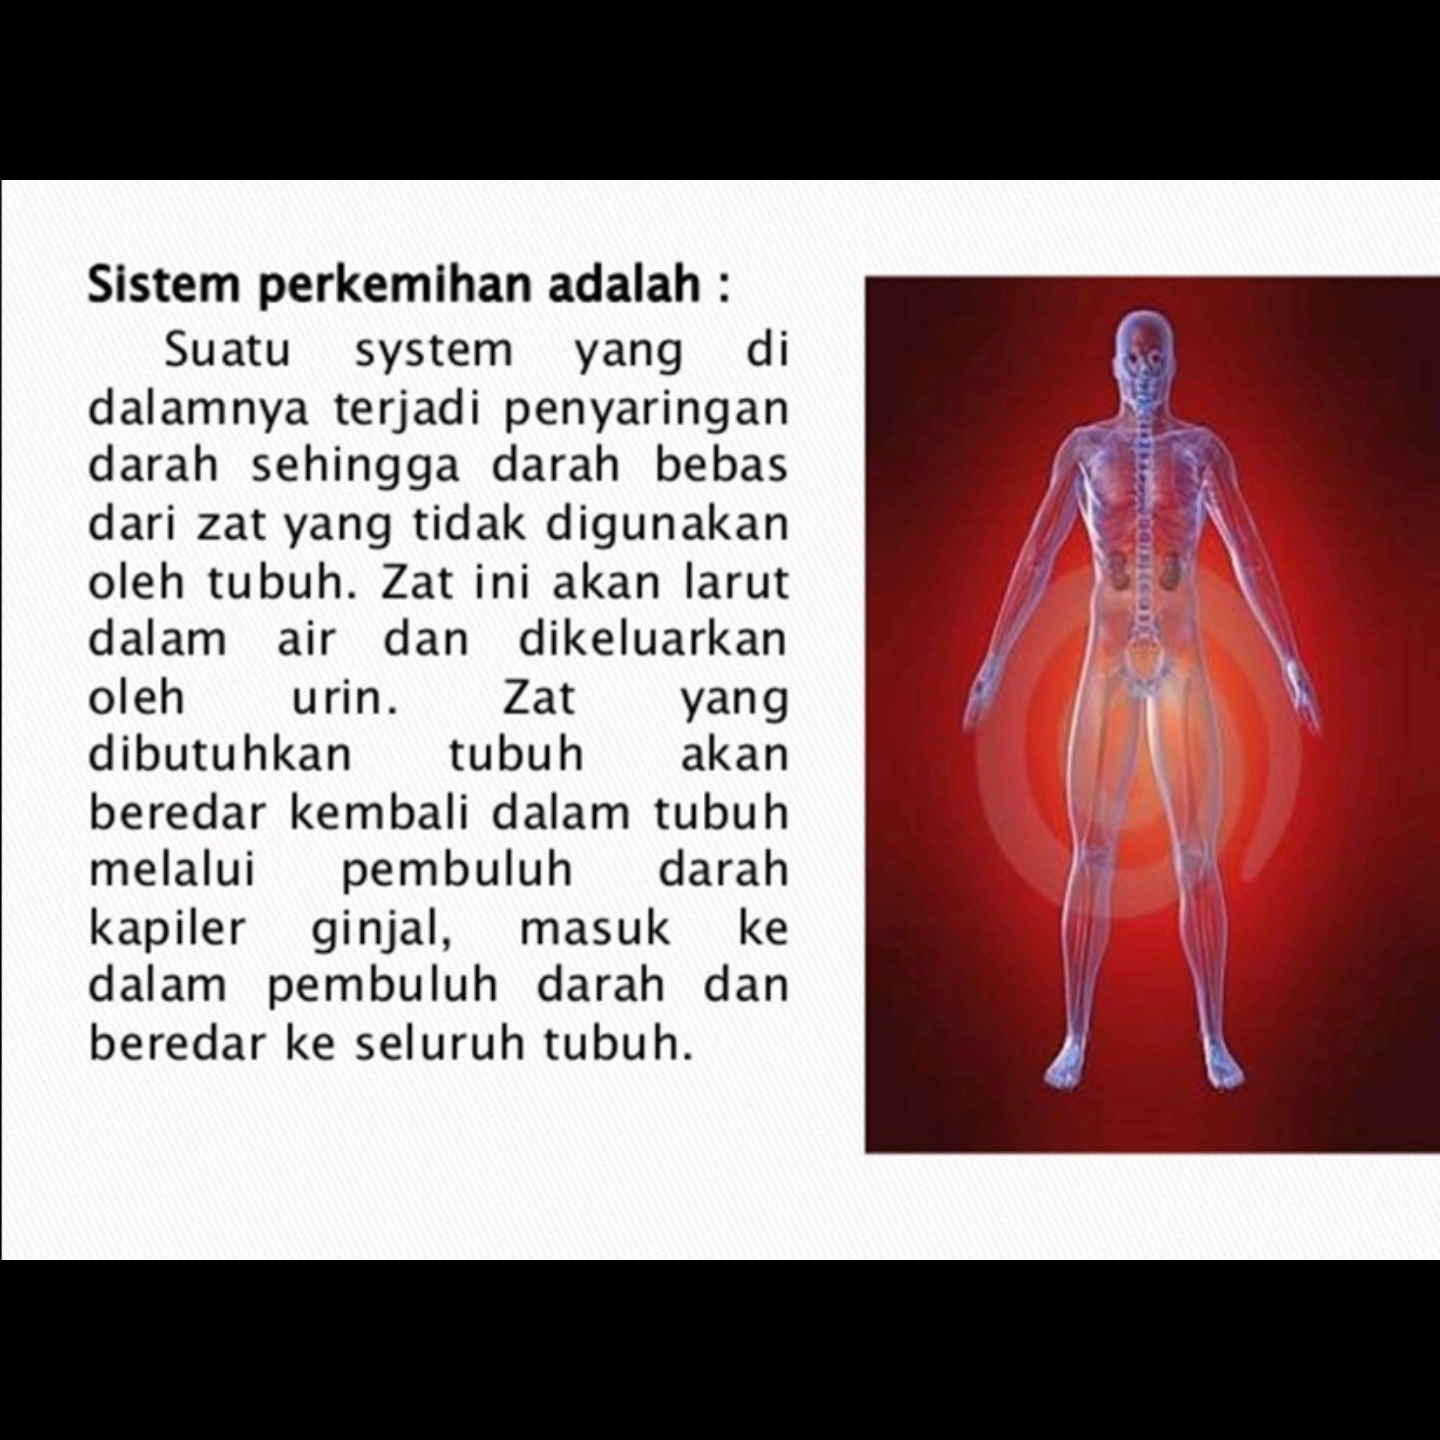 Sistem perkemihan adalah :
Suatu system yang di
dalamnya terjadi penyaringan
darah sehingga darah bebas
dari zat yang tidak digunakan
oleh tubuh. Zat ini akan larut
dalam air dan dikeluarkan
oleh urin. Zat yang
dibutuhkan tubuh akan
beredar kembali dalam tubuh
melalui pembuluh darah
kapiler ginjal, masuk ke
dalam pembuluh darah dan
beredar ke seluruh tubuh.